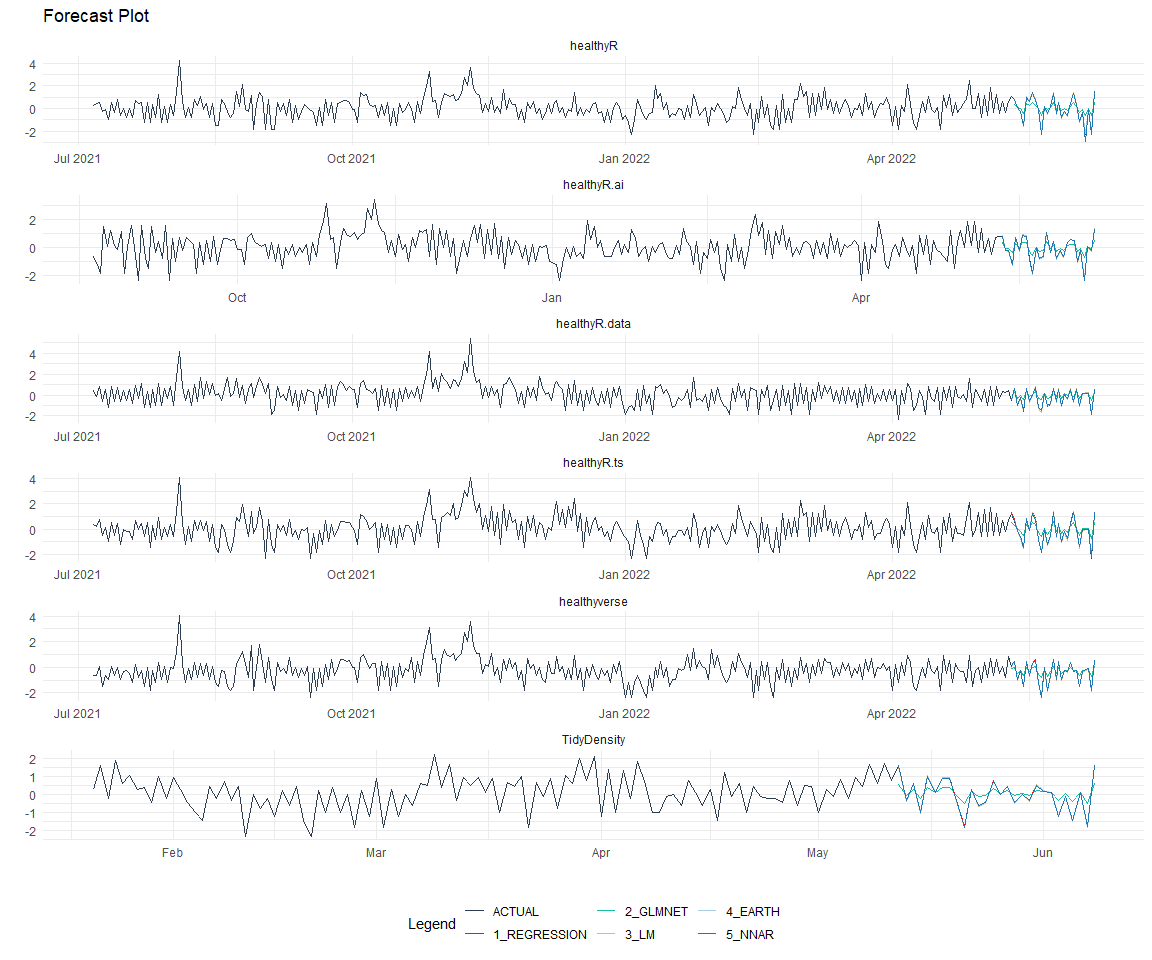 Forecast Plot
healthyR
4
2
0
-2
Jul 2021 Oct 2021 Jan 2022 Apr 2022
healthyR.ai
2
0
-2
Oct Jan Apr
healthyR.data
4
2
0
-2
Jul 2021 Oct 2021 Jan 2022 Apr 2022
healthyR.ts
4
2
0
-2
Jul 2021 Oct 2021 Jan 2022 Apr 2022
healthyverse
4
2
0
-2
Jul 2021 Oct 2021 Jan 2022 Apr 2022
TidyDensity
2
1
0
-1
-2
Feb Mar Apr May Jun
Legend
ACTUAL 2_GLMNET 4_EARTH
1_REGRESSION 3_LM 5_NNAR